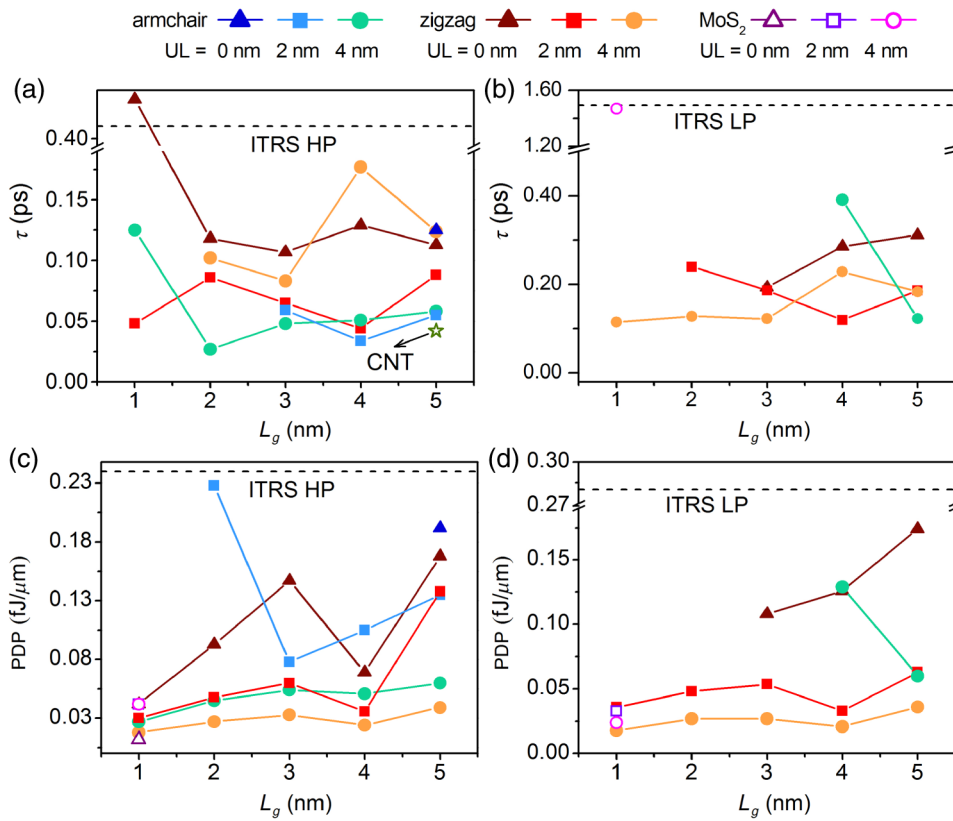 armchair zigzag MoS₂
UL = 0 nm 2 nm 4 nm UL = 0 nm 2 nm 4 nm UL = 0 nm 2 nm 4 nm
(a)
τ (ps)
0.40
0.15
0.10
0.05
0.00
ITRS HP
CNT
1 2 3 4 5
L_g (nm)
(b)
τ (ps)
1.60
1.40
0.40
0.20
0.00
ITRS LP
1 2 3 4 5
L_g (nm)
(c)
PDP (fJ/μm)
0.23
0.18
0.13
0.08
0.03
ITRS HP
1 2 3 4 5
L_g (nm)
(d)
PDP (fJ/μm)
0.30
0.27
0.15
0.10
0.05
0.00
ITRS LP
1 2 3 4 5
L_g (nm)